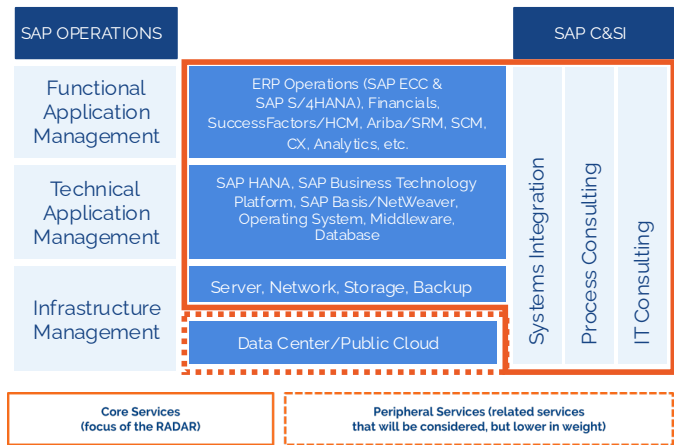 SAP OPERATIONS
SAP C&SI
Functional
Application
Management
ERP Operations (SAP ECC &
SAP S/4HANA), Financials,
SuccessFactors/HCM, Ariba/SRM, SCM,
CX, Analytics, etc.
Technical
Application
Management
SAP HANA, SAP Business Technology
Platform, SAP Basis/NetWeaver,
Operating System, Middleware,
Database
Infrastructure
Management
Server, Network, Storage, Backup
Data Center/Public Cloud
Systems Integration
Process Consulting
IT Consulting
Core Services
(focus of the RADAR)
Peripheral Services (related services
that will be considered, but lower in weight)